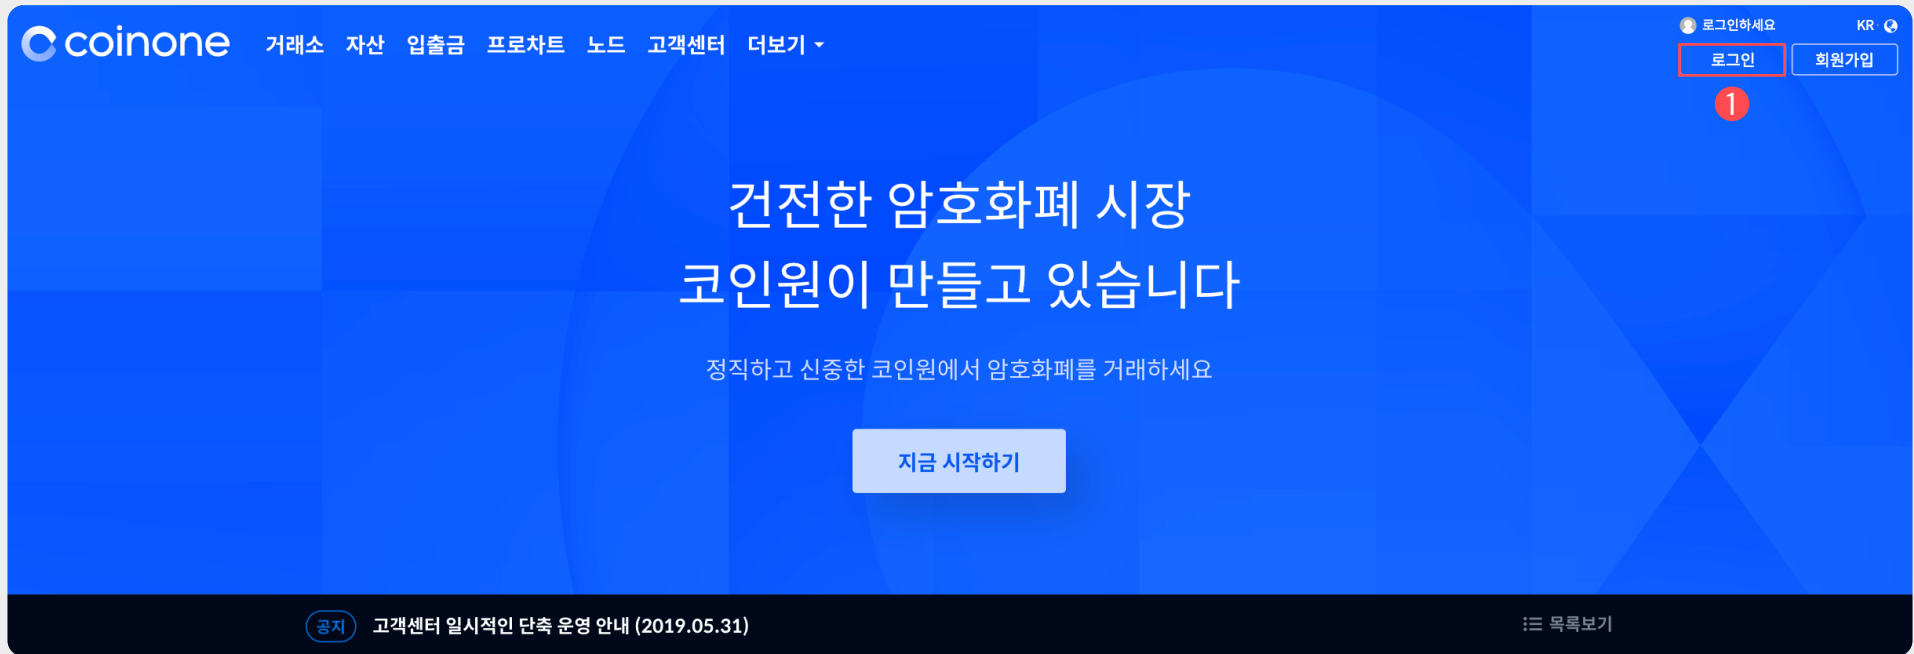 coinone 거래소 자산 입출금 프로차트 노드 고객센터 더보기
로그인하세요 KR
로그인 회원가입
1
건전한 암호화폐 시장
코인원이 만들고 있습니다
정직하고 신중한 코인원에서 암호화폐를 거래하세요
지금 시작하기
공지 고객센터 일시적인 단축 운영 안내 (2019.05.31) 목록보기